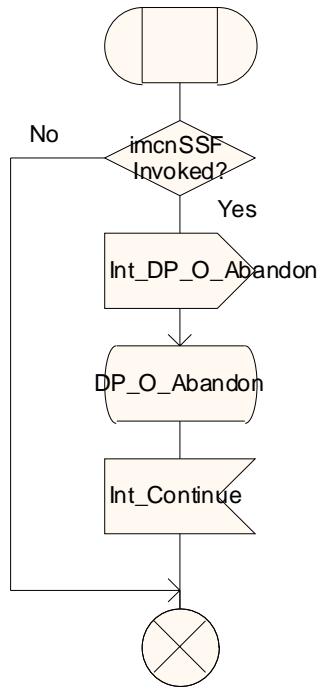 No
imcnSSF
Invoked?
Yes
Int_DP_O_Abandon
DP_O_Abandon
Int_Continue